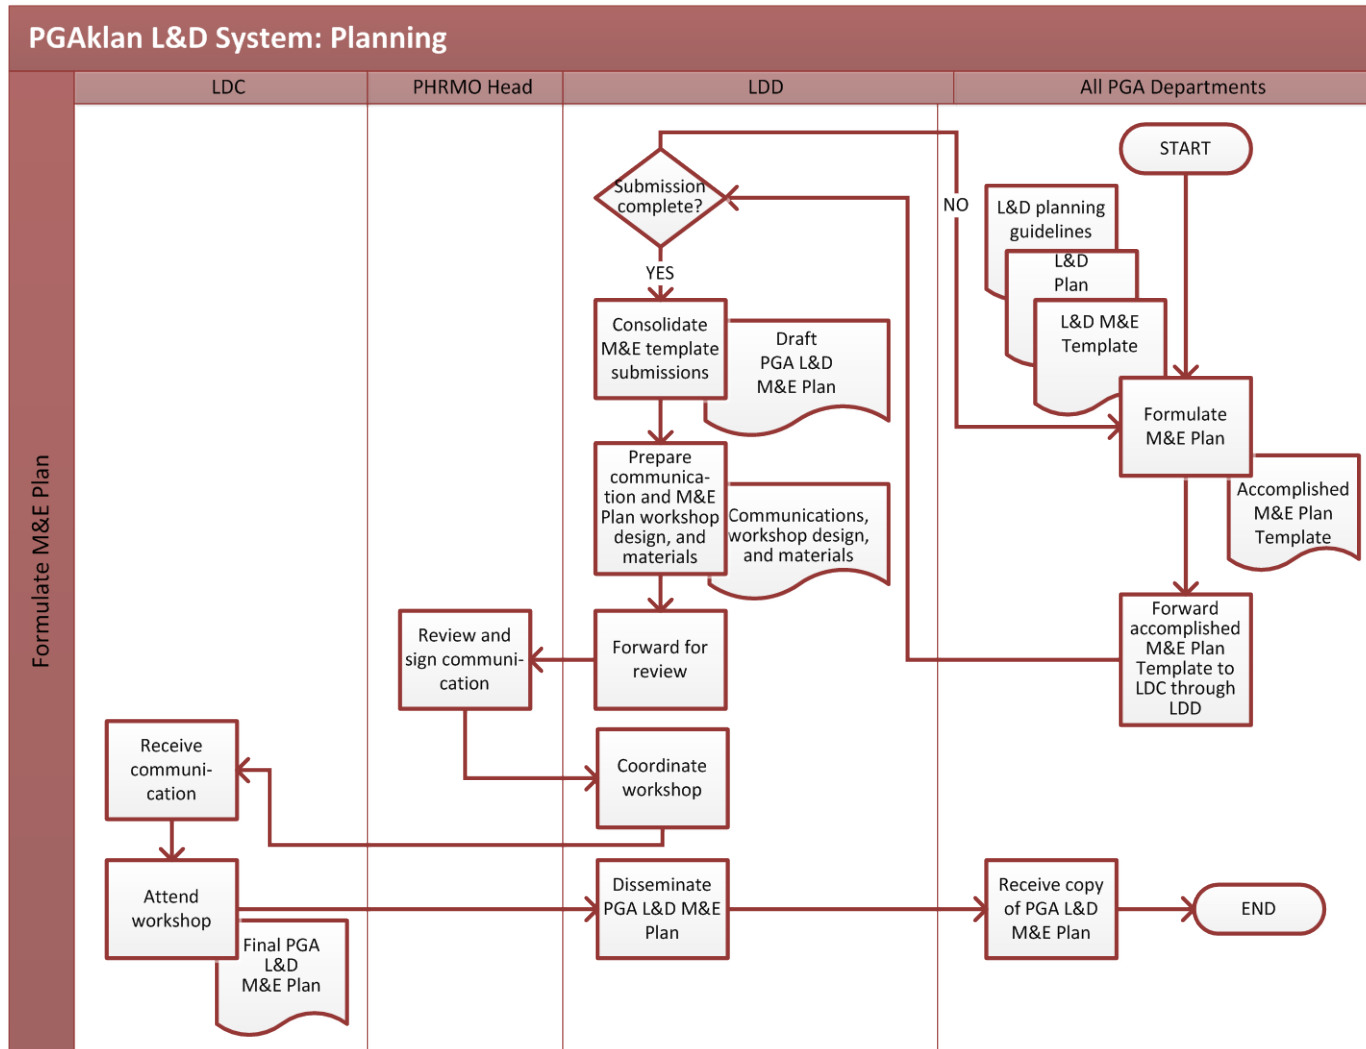 PGAklan L&D System: Planning
LDC
PHRMO Head
LDD
All PGA Departments
Formulate M&E Plan
START
Submission
complete?
NO
YES
L&D planning
guidelines
L&D
Plan
L&D M&E
Template
Consolidate
M&E template
submissions
Draft
PGA L&D
M&E Plan
Formulate
M&E Plan
Accomplished
M&E Plan
Template
Prepare
communica-
tion and M&E
Plan workshop
design, and
materials
Communications,
workshop design,
and materials
Forward
accomplished
M&E Plan
Template to
LDC through
LDD
Forward for
review
Review and
sign communi-
cation
Coordinate
workshop
Receive
communi-
cation
Attend
workshop
Final PGA
L&D
M&E Plan
Disseminate
PGA L&D M&E
Plan
Receive copy
of PGA L&D
M&E Plan
END